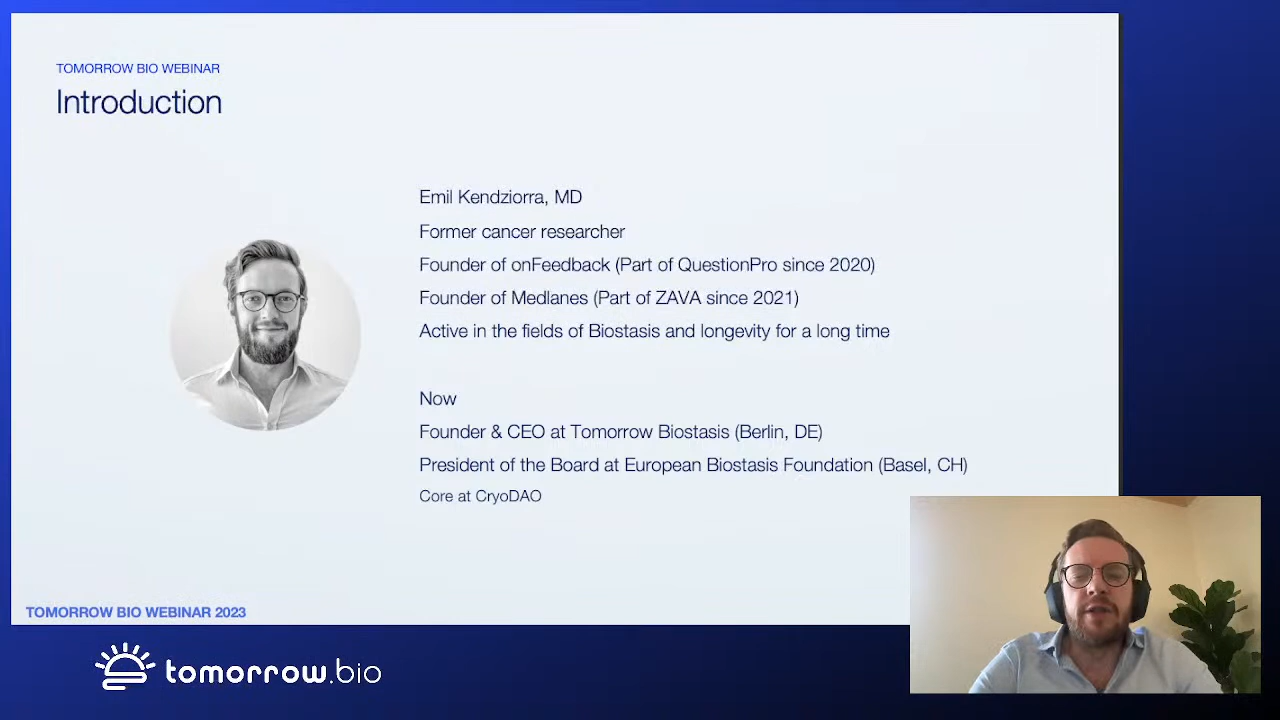 TOMORROW BIO WEBINAR
Introduction
Emil Kendziorra, MD
Former cancer researcher
Founder of onFeedback (Part of QuestionPro since 2020)
Founder of Medlanes (Part of ZAVA since 2021)
Active in the fields of Biostasis and longevity for a long time
Now
Founder & CEO at Tomorrow Biostasis (Berlin, DE)
President of the Board at European Biostasis Foundation (Basel, CH)
Core at CryoDAO
TOMORROW BIO WEBINAR 2023
tomorrow.bio